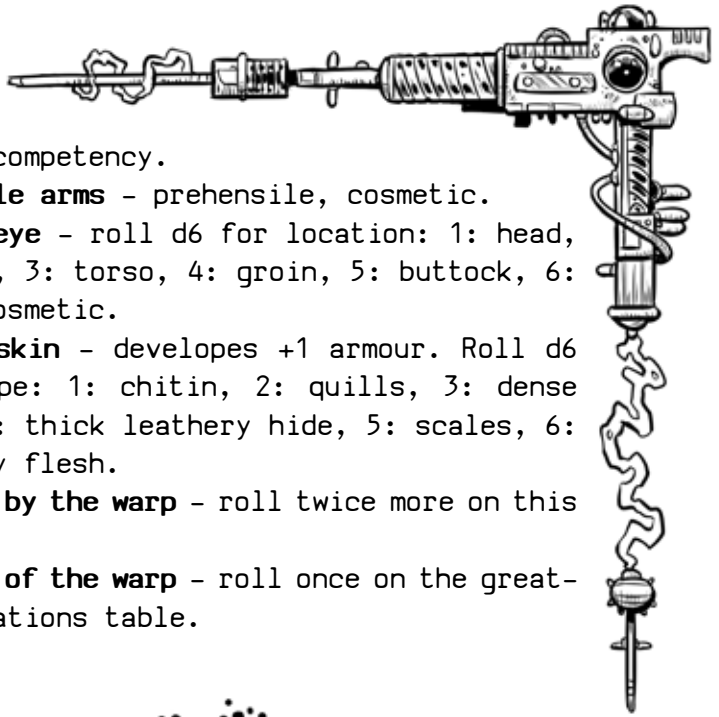 competency.
le arms – prehensile, cosmetic.
eye – roll d6 for location: 1: head,
, 3: torso, 4: groin, 5: buttock, 6:
osmetic.
skin – developes +1 armour. Roll d6
pe: 1: chitin, 2: quills, 3: dense
: thick leathery hide, 5: scales, 6:
y flesh.
by the warp – roll twice more on this
of the warp – roll once on the great-
ations table.